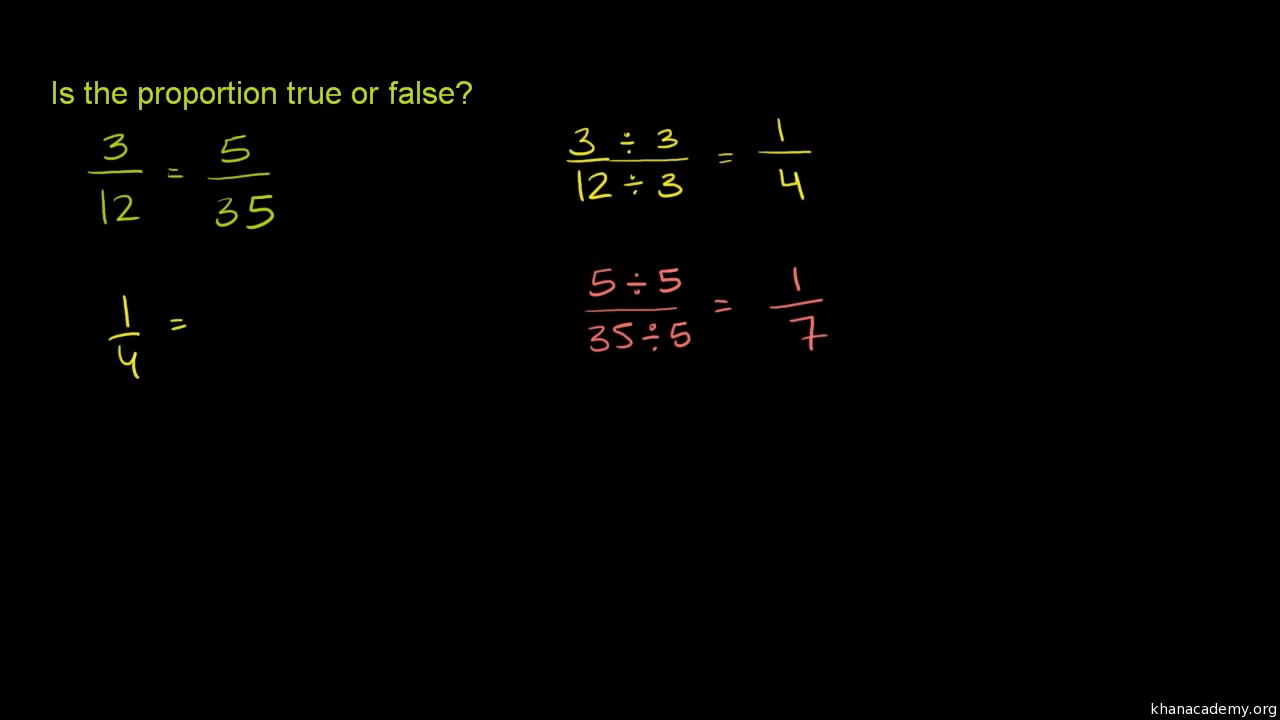 Is the proportion true or false?
3/12 = 5/35
3 ÷ 3 / 12 ÷ 3 = 1/4
1/4 =
5 ÷ 5 / 35 ÷ 5 = 1/7
khanacademy.org